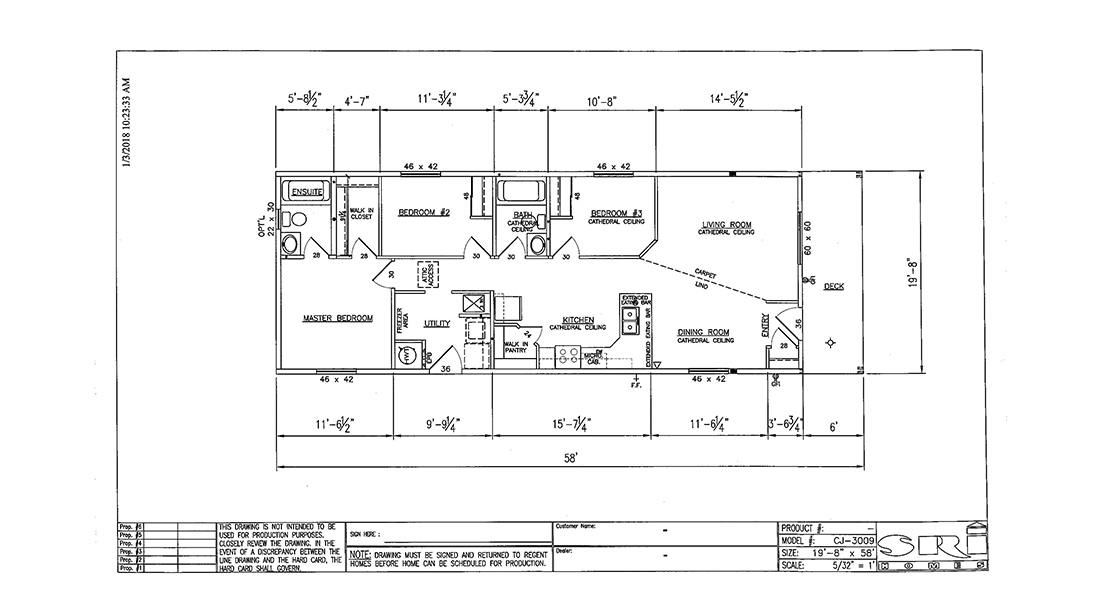 1/3/2018 10:23:33 AM
5'-8½"
4'-7"
11'-3¼"
5'-3¾"
10'-8"
14'-5½"
46 x 42
46 x 42
OPT'L
22 x 30
ENSUITE
WALK IN
CLOSET
BEDROOM #2
48
BATH
CATHEDRAL
CEILING
48
BEDROOM #3
CATHEDRAL CEILING
LIVING ROOM
CATHEDRAL CEILING
60 x 60
GFI
DECK
19'-8"
28
28
30
30
30
30
ATTIC
ACCESS
CARPET
LINO
MASTER BEDROOM
FREEZER
AREA
UTILITY
HWT
EPB
36
KITCHEN
CATHEDRAL CEILING
24
WALK IN
PANTRY
MICRO
CAB.
EXTENDED
EATING BAR
EXTENDED EATING BAR
DINING ROOM
CATHEDRAL CEILING
ENTRY
36
28
46 x 42
F.F.
46 x 42
GFI
11'-6½"
9'-9¼"
15'-7¼"
11'-6¼"
3'-6¾"
6'
58'
Prop. #6
Prop. #5
Prop. #4
Prop. #3
Prop. #2
Prop. #1
THIS DRAWING IS NOT INTENDED TO BE
USED FOR PRODUCTION PURPOSES.
CLOSELY REVIEW THE DRAWING. IN THE
EVENT OF A DISCREPANCY BETWEEN THE
LINE DRAWING AND THE HARD CARD, THE
HARD CARD SHALL GOVERN.
SIGN HERE :
NOTE: DRAWING MUST BE SIGNED AND RETURNED TO REGENT
HOMES BEFORE HOME CAN BE SCHEDULED FOR PRODUCTION.
Customer Name: -
Dealer: -
PRODUCT #: -
MODEL #: CJ-3009
SIZE: 19'-8" x 58'
SCALE: 5/32" = 1'
SRI
HOMES